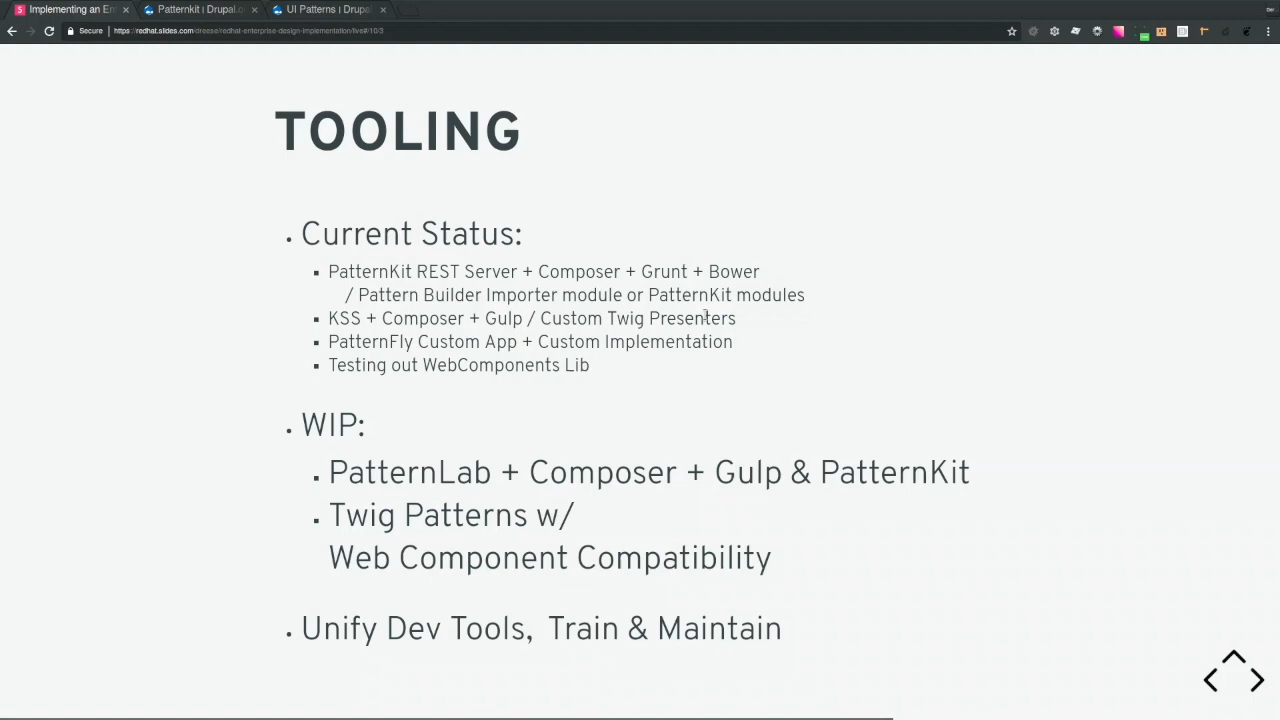 Implementing an En
Patternkit | Drupal.o
UI Patterns | Drupal
Secure
https://redhat.slides.com/dreese/redhat-enterprise-design-implementation/live#/10/3
TOOLING
Current Status:
PatternKit REST Server + Composer + Grunt + Bower
/ Pattern Builder Importer module or PatternKit modules
KSS + Composer + Gulp / Custom Twig Presenters
PatternFly Custom App + Custom Implementation
Testing out WebComponents Lib
WIP:
PatternLab + Composer + Gulp & PatternKit
Twig Patterns w/
Web Component Compatibility
Unify Dev Tools, Train & Maintain